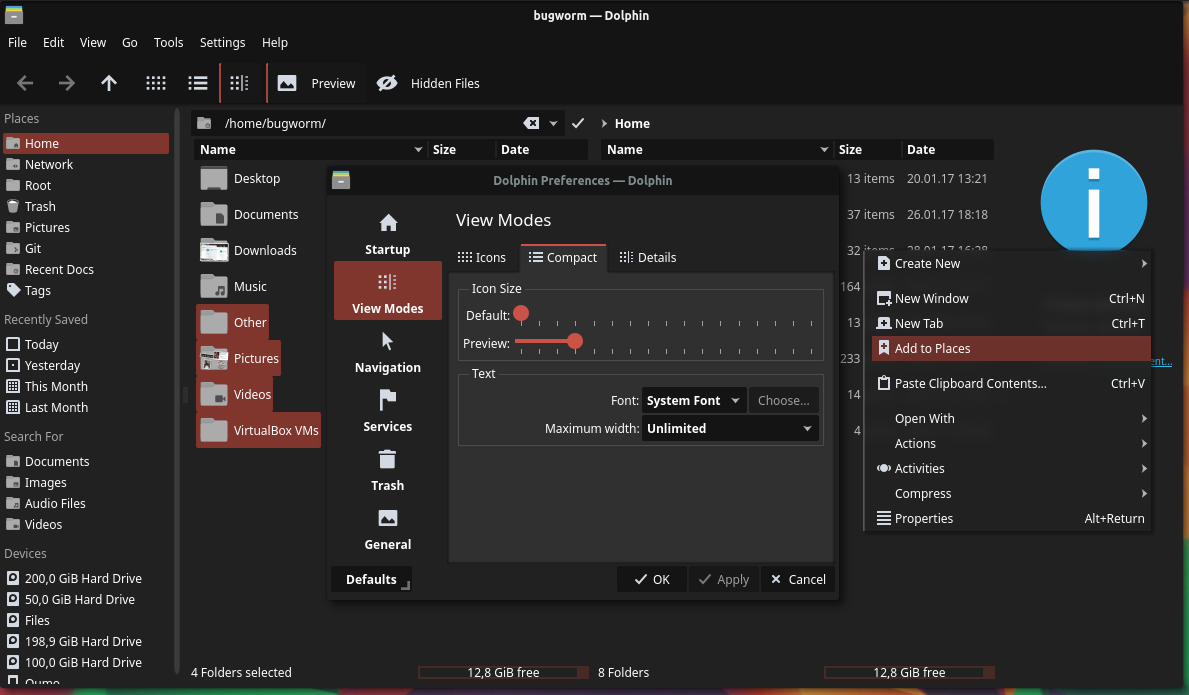 bugworm — Dolphin
File Edit View Go Tools Settings Help
Preview Hidden Files
Places
Home
Network
Root
Trash
Pictures
Git
Recent Docs
Tags
Recently Saved
Today
Yesterday
This Month
Last Month
Search For
Documents
Images
Audio Files
Videos
Devices
200,0 GiB Hard Drive
50,0 GiB Hard Drive
Files
198,9 GiB Hard Drive
100,0 GiB Hard Drive
/home/bugworm/
Home
Name Size Date
Name Size Date
Desktop
Documents
Downloads
Music
Other
Pictures
Videos
VirtualBox VMs
13 items 20.01.17 13:21
37 items 26.01.17 18:18
32 items 28.01.17 16:28
164
13
233
14
4
Dolphin Preferences — Dolphin
Startup
View Modes
Navigation
Services
Trash
General
View Modes
Icons Compact Details
Icon Size
Default:
Preview:
Text
Font: System Font Choose...
Maximum width: Unlimited
Defaults OK Apply Cancel
Create New
New Window Ctrl+N
New Tab Ctrl+T
Add to Places
Paste Clipboard Contents... Ctrl+V
Open With
Actions
Activities
Compress
Properties Alt+Return
4 Folders selected 12,8 GiB free
8 Folders 12,8 GiB free